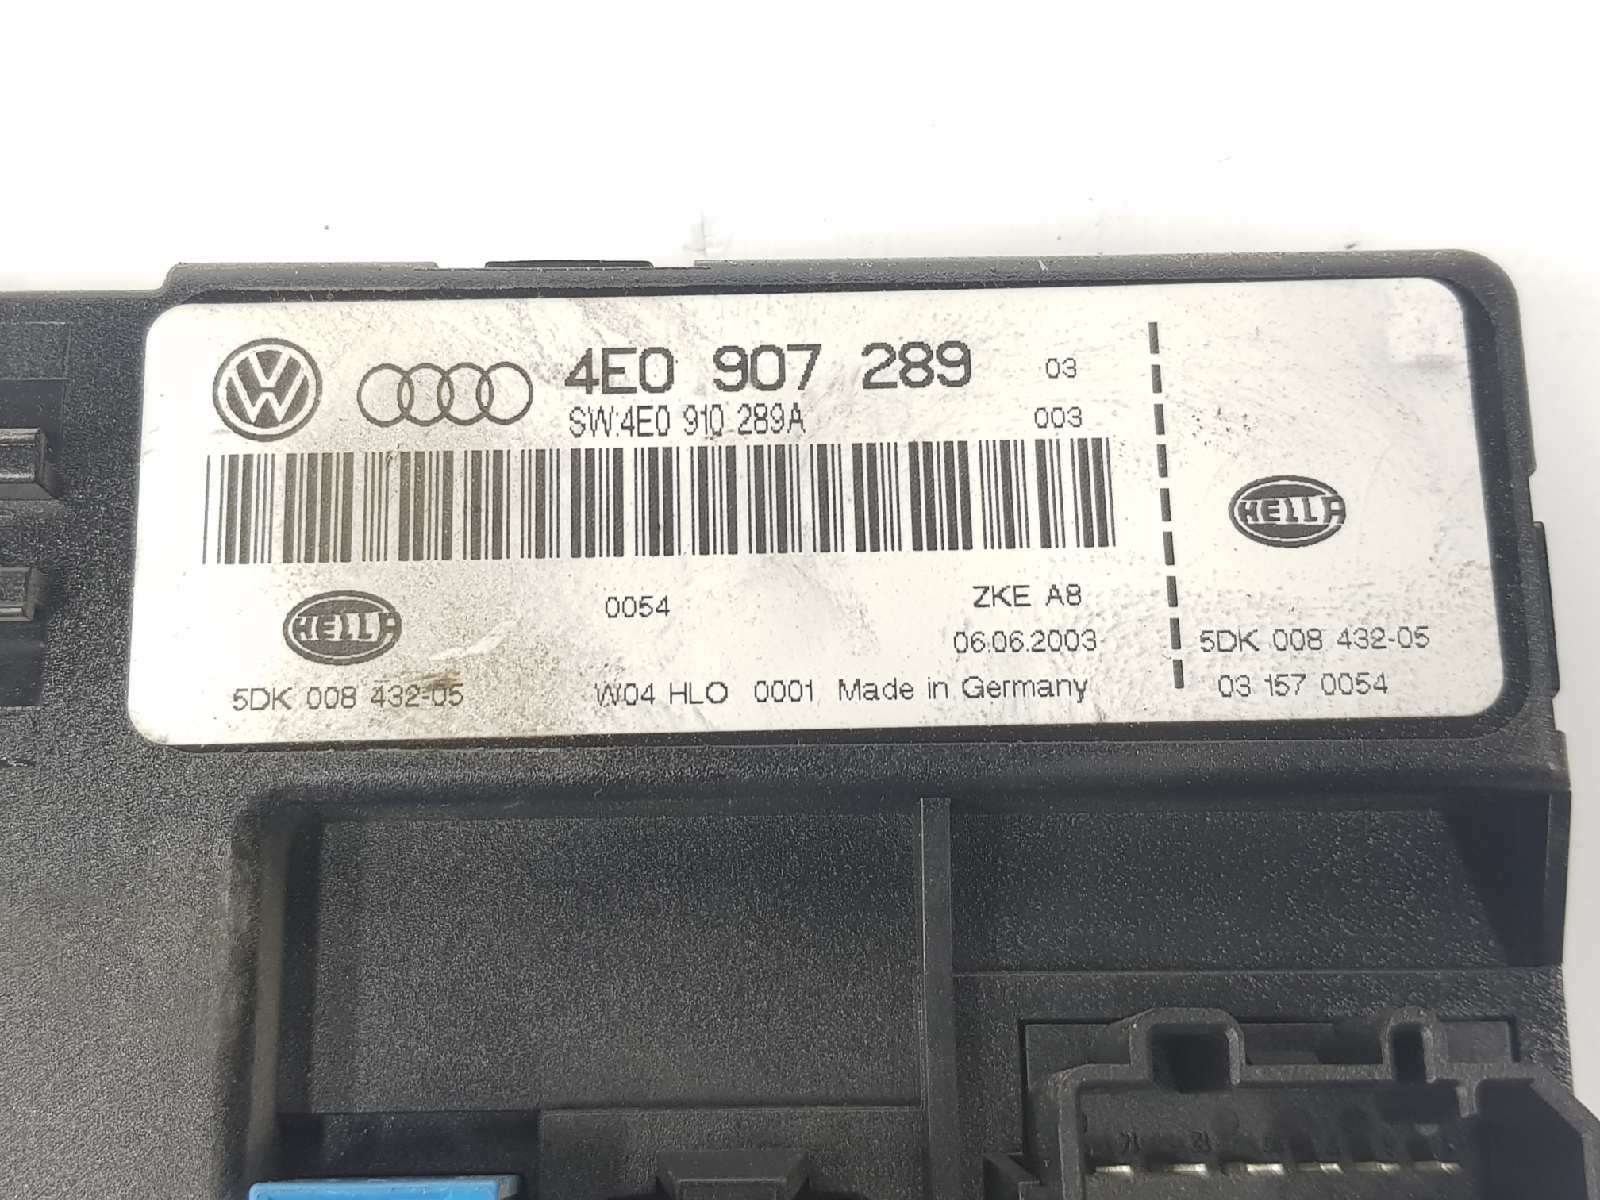 4E0 907 289 03
SW:4E0 910 289A 003
HELLA
0054
ZKE A8
06.06.2003
5DK 008 432-05
W04 HLO 0001 Made in Germany
HELLA
5DK 008 432-05
03 157 0054